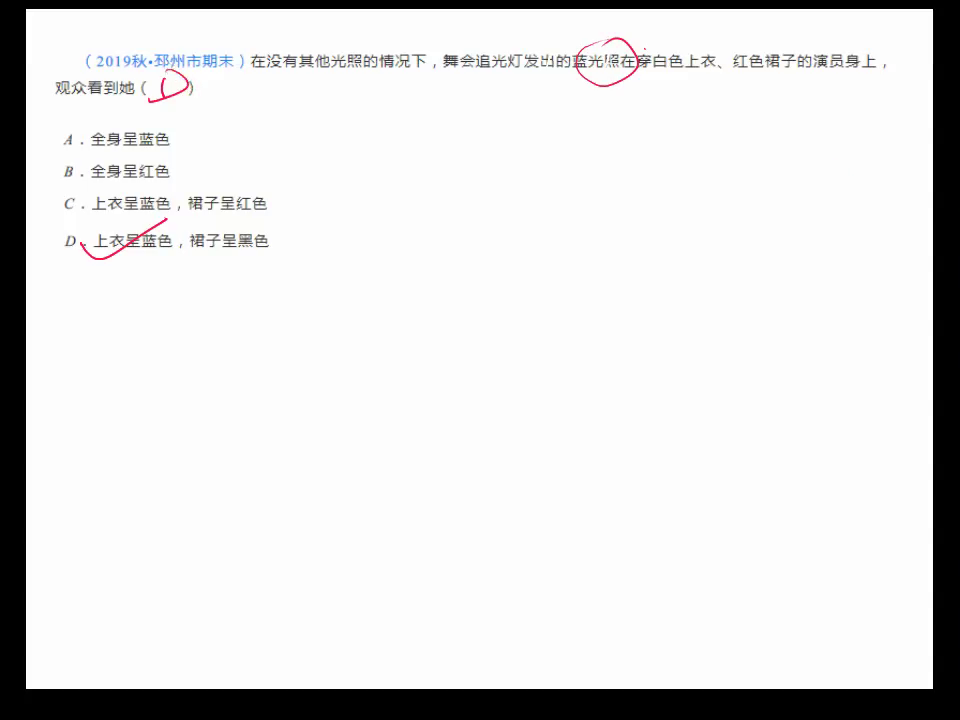 （2019秋•邳州市期末）在没有其他光照的情况下，舞会追光灯发出的蓝光照在穿白色上衣、红色裙子的演员身上，
观众看到她（D）
A．全身呈蓝色
B．全身呈红色
C．上衣呈蓝色，裙子呈红色
D．上衣呈蓝色，裙子呈黑色